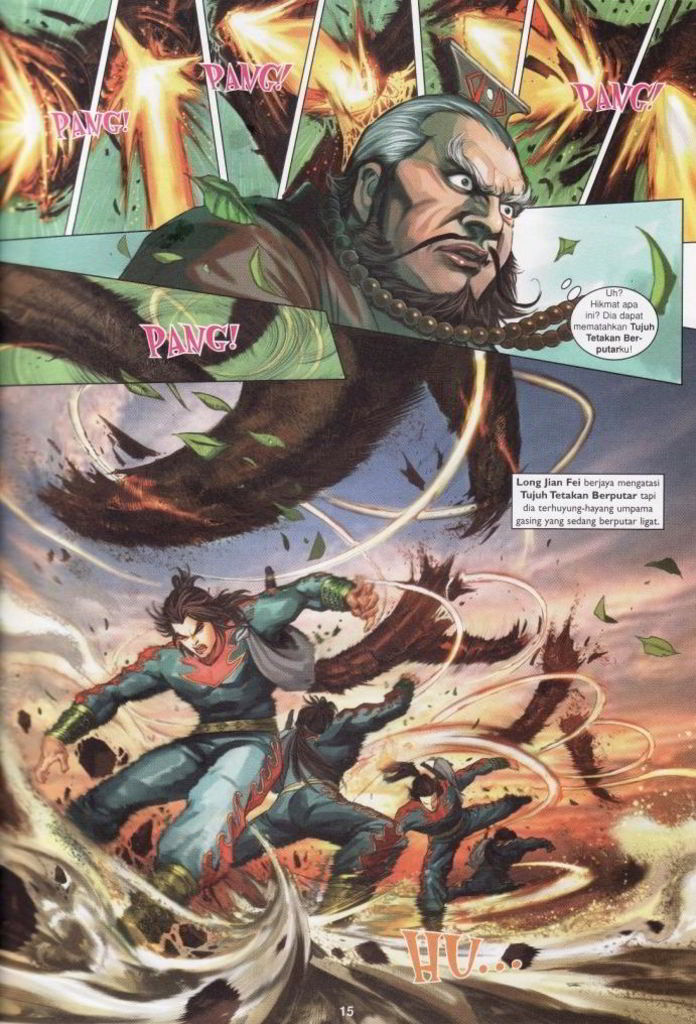 PANG!
PANG!
PANG!
Uh?
Hikmat apa
ini? Dia dapat
mematahkan Tujuh
Tetakan Ber-
putarku!
PANG!
Long Jian Fei berjaya mengatasi
Tujuh Tetakan Berputar tapi
dia terhuyung-hayang umpama
gasing yang sedang berputar ligat.
HU...
15